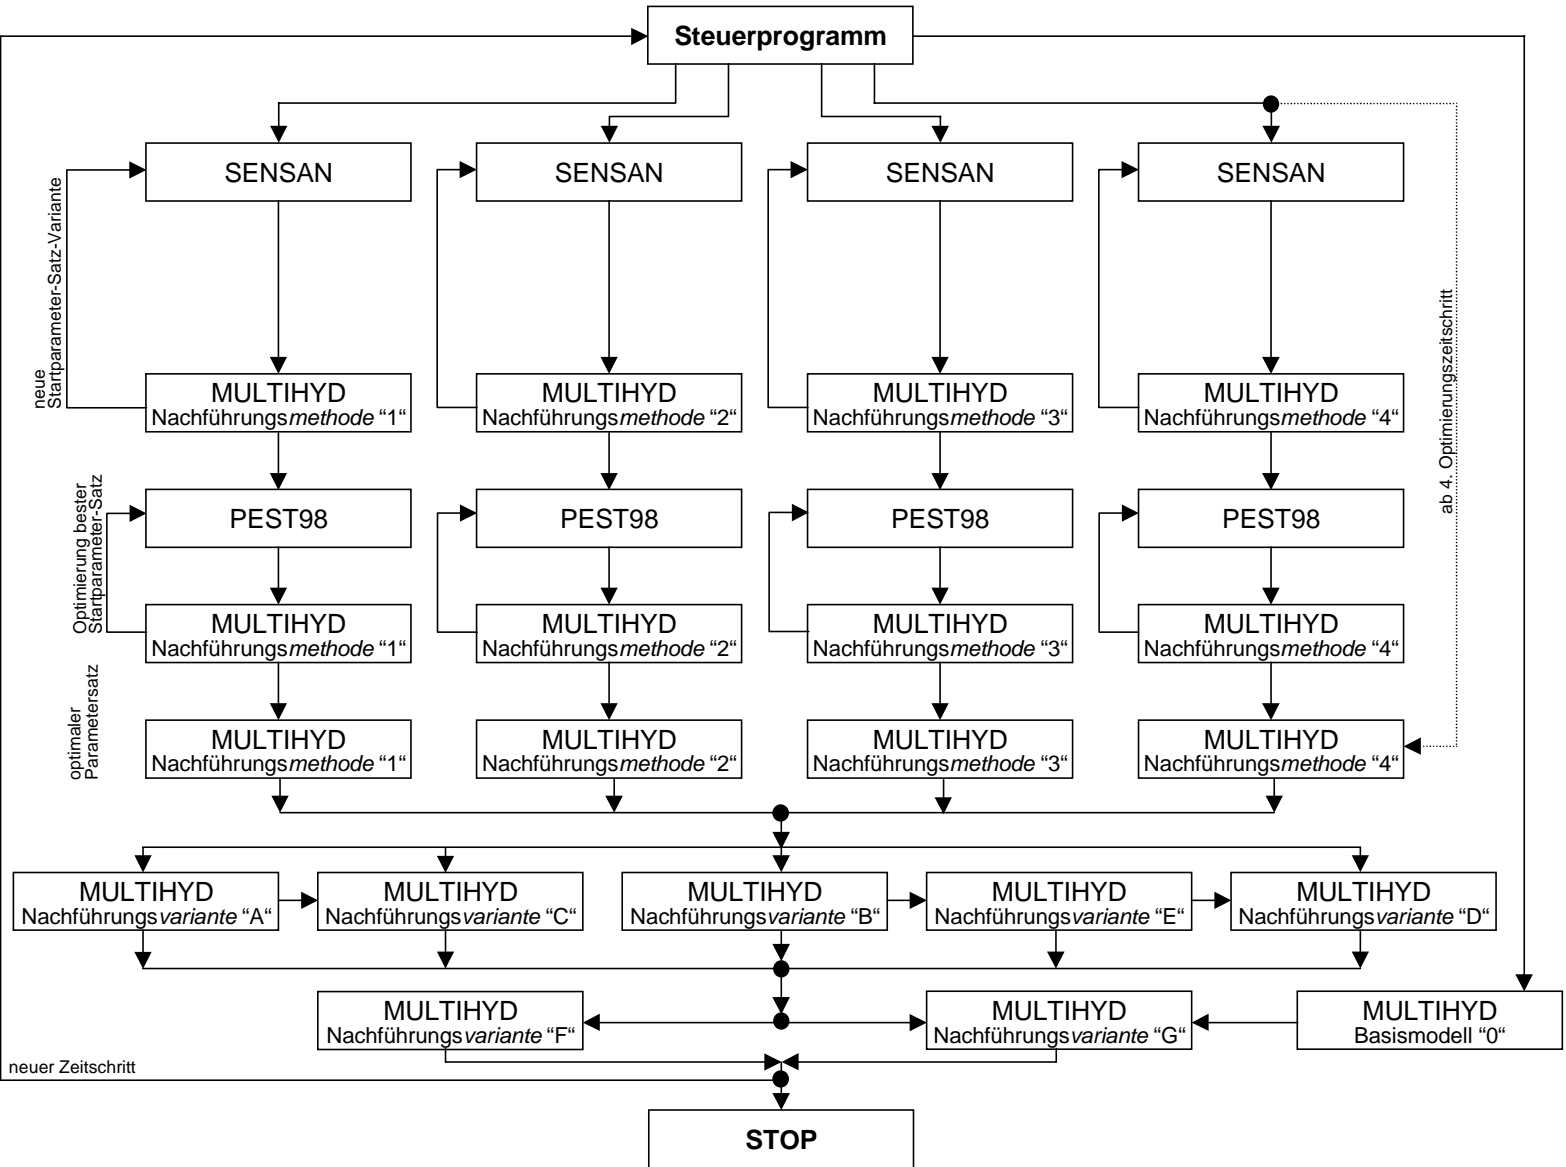 Steuerprogramm
SENSAN
SENSAN
SENSAN
SENSAN
neue
Startparameter-Satz-Variante
ab 4. Optimierungszeitschritt
MULTIHYD
Nachführungsmethode “1“
MULTIHYD
Nachführungsmethode “2“
MULTIHYD
Nachführungsmethode “3“
MULTIHYD
Nachführungsmethode “4“
Optimierung bester
Startparameter-Satz
PEST98
PEST98
PEST98
PEST98
MULTIHYD
Nachführungsmethode “1“
MULTIHYD
Nachführungsmethode “2“
MULTIHYD
Nachführungsmethode “3“
MULTIHYD
Nachführungsmethode “4“
optimaler
Parametersatz
MULTIHYD
Nachführungsmethode “1“
MULTIHYD
Nachführungsmethode “2“
MULTIHYD
Nachführungsmethode “3“
MULTIHYD
Nachführungsmethode “4“
MULTIHYD
Nachführungsvariante “A“
MULTIHYD
Nachführungsvariante “C“
MULTIHYD
Nachführungsvariante “B“
MULTIHYD
Nachführungsvariante “E“
MULTIHYD
Nachführungsvariante “D“
MULTIHYD
Nachführungsvariante “F“
MULTIHYD
Nachführungsvariante “G“
MULTIHYD
Basismodell “0“
neuer Zeitschritt
STOP